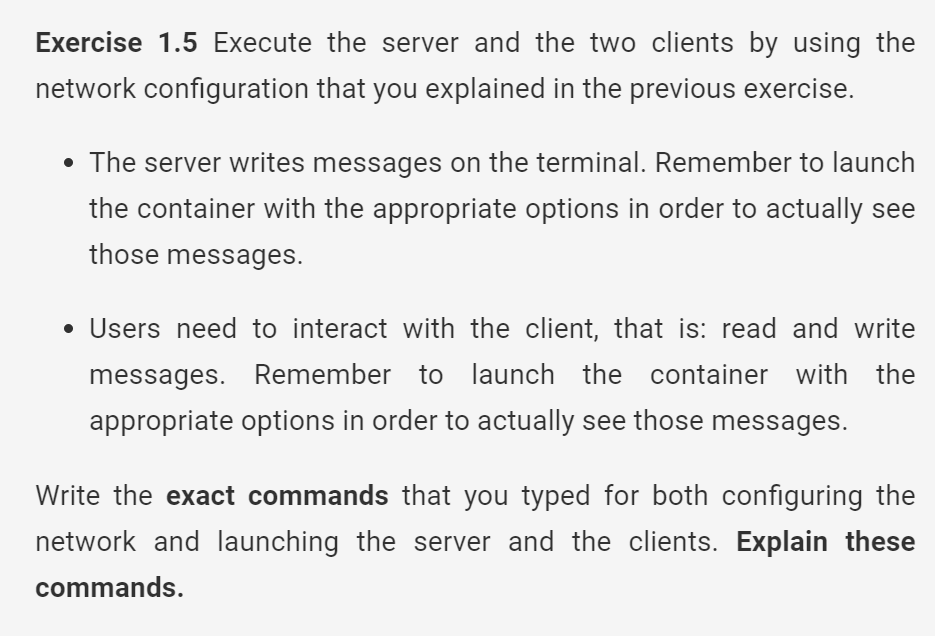 Exercise 1.5 Execute the server and the two clients by using the
network configuration that you explained in the previous exercise.
• The server writes messages on the terminal. Remember to launch
the container with the appropriate options in order to actually see
those messages.
• Users need to interact with the client, that is: read and write
messages. Remember to launch the container with the
appropriate options in order to actually see those messages.
Write the exact commands that you typed for both configuring the
network and launching the server and the clients. Explain these
commands.